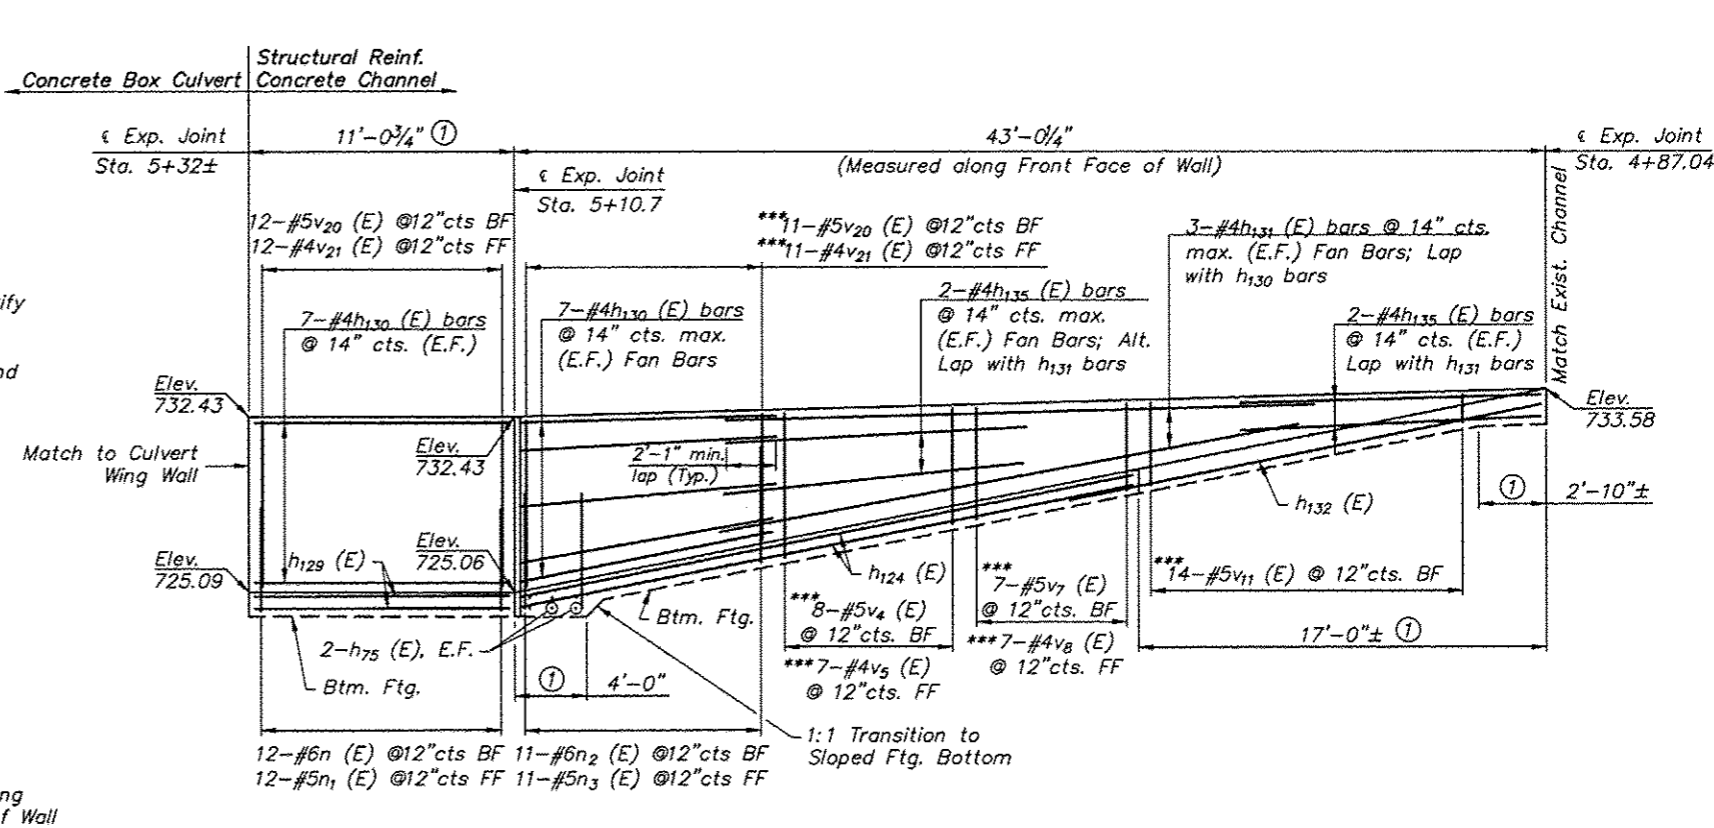 Structural Reinf.
Concrete Box Culvert Concrete Channel
℄ Exp. Joint
Sta. 5+32±
11'-0¾" ①
43'-0¼"
(Measured along Front Face of Wall)
℄ Exp. Joint
Sta. 4+87.04
℄ Exp. Joint
Sta. 5+10.7
Match Exist. Channel
12-#5v20 (E) @12"cts BF
12-#4v21 (E) @12"cts FF
***11-#5v20 (E) @12"cts BF
***11-#4v21 (E) @12"cts FF
3-#4h131 (E) bars @ 14" cts.
max. (E.F.) Fan Bars; Lap
with h130 bars
7-#4h130 (E) bars
@ 14" cts. (E.F.)
7-#4h130 (E) bars
@ 14" cts. max.
(E.F.) Fan Bars
2-#4h135 (E) bars
@ 14" cts. max.
(E.F.) Fan Bars; Alt.
Lap with h131 bars
2-#4h135 (E) bars
@ 14" cts. (E.F.)
Lap with h131 bars
ify
nd
Elev.
732.43
Match to Culvert
Wing Wall
Elev.
732.43
2'-1" min.
lap (Typ.)
Elev.
733.58
① 2'-10"±
h132 (E)
Elev.
725.09
h129 (E)
Elev.
725.06
h124 (E)
Btm. Ftg.
2-h75 (E), E.F.
Btm. Ftg.
① 4'-0"
***
8-#5v4 (E)
@ 12"cts. BF
***7-#4v5 (E)
@ 12"cts. FF
***
7-#5v7 (E)
@ 12"cts. BF
***7-#4v8 (E)
@ 12"cts. FF
***
14-#5v11 (E) @ 12"cts. BF
17'-0"± ①
1:1 Transition to
Sloped Ftg. Bottom
12-#6n (E) @12"cts BF
12-#5n1 (E) @12"cts FF
11-#6n2 (E) @12"cts BF
11-#5n3 (E) @12"cts FF
ng
f Wall